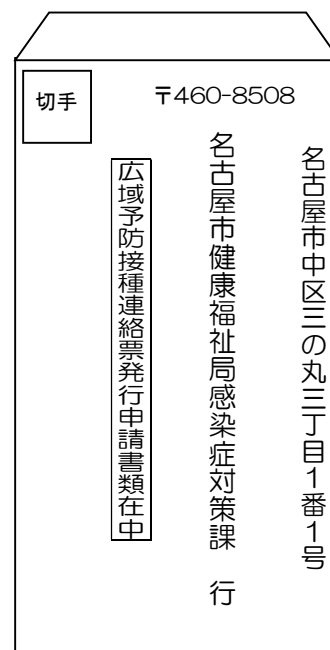 切手
〒460-8508
名古屋市中区三の丸三丁目1番1号
名古屋市健康福祉局感染症対策課　行
広域予防接種連絡票発行申請書類在中